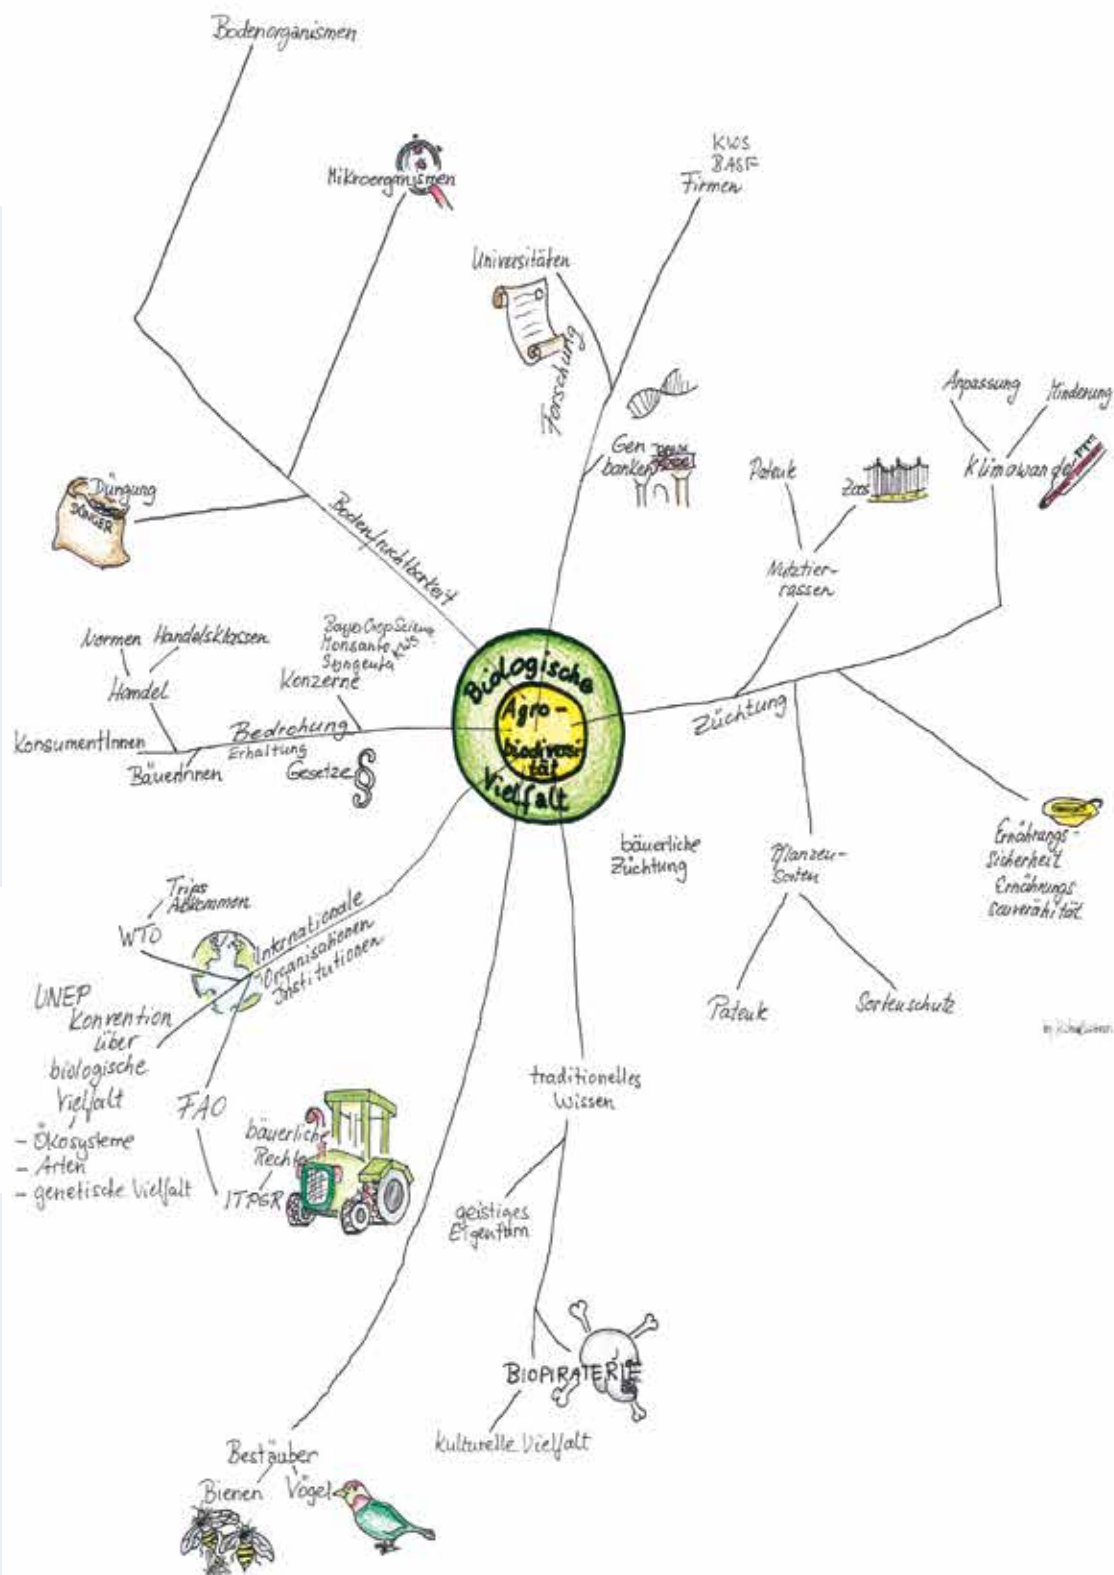 Bodenorganismen
Mikroorganismen
KWS
BASF
Firmen
Universitäten
Forschung
Gen-
banken
Düngung
DÜNGER
Bodenfruchtbarkeit
Anpassung
Minderung
Klimawandel
Patente
Zoos
Nutztier-
rassen
Züchtung
Normen
Handelsklassen
Handel
Bayer CropScience
Monsanto
KWS
Syngenta
Konzerne
KonsumentInnen
Bedrohung
Erhaltung
BäuerInnen
Gesetze
§
Biologische
Agro-
biodiversi
tät
Vielfalt
bäuerliche
Züchtung
Pflanzen-
Sorten
Ernährungs-
sicherheit
Ernährungs
souveränität
Patente
Sortenschutz
Trips
Abkommen
WTO
Internationale
Organisationen
Institutionen
UNEP
Konvention
über
biologische
Vielfalt
- Ökosysteme
- Arten
- genetische Vielfalt
FAO
bäuerliche
Rechte
ITPGR
traditionelles
Wissen
geistiges
Eigentum
BIOPIRATERIE
kulturelle Vielfalt
Bestäuber
Bienen
Vögel